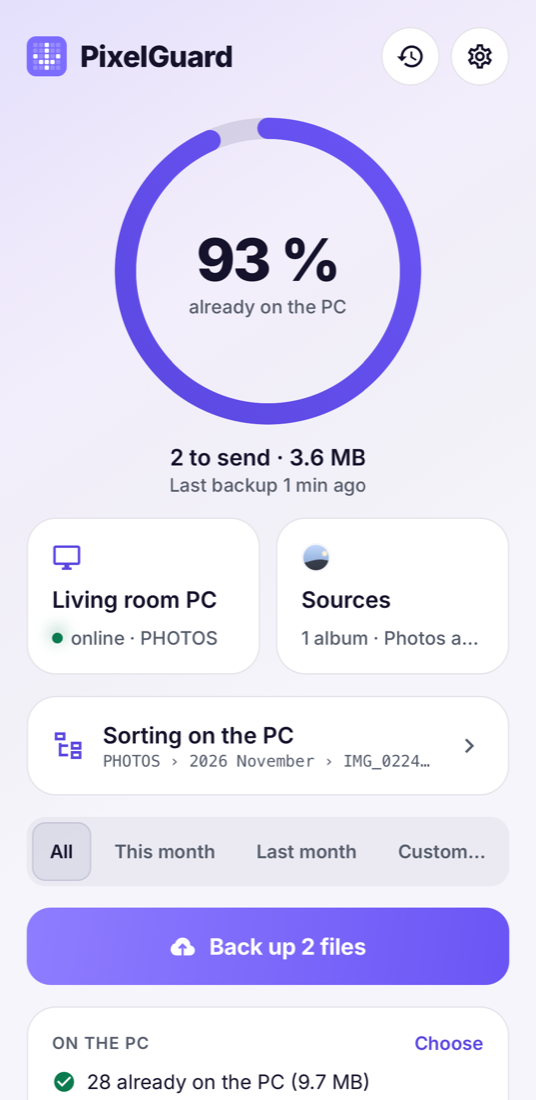 PixelGuard
93 %
already on the PC
2 to send · 3.6 MB
Last backup 1 min ago
Living room PC
online · PHOTOS
Sources
1 album · Photos a…
Sorting on the PC
PHOTOS › 2026 November › IMG_0224…
All
This month
Last month
Custom…
Back up 2 files
ON THE PC
Choose
28 already on the PC (9.7 MB)